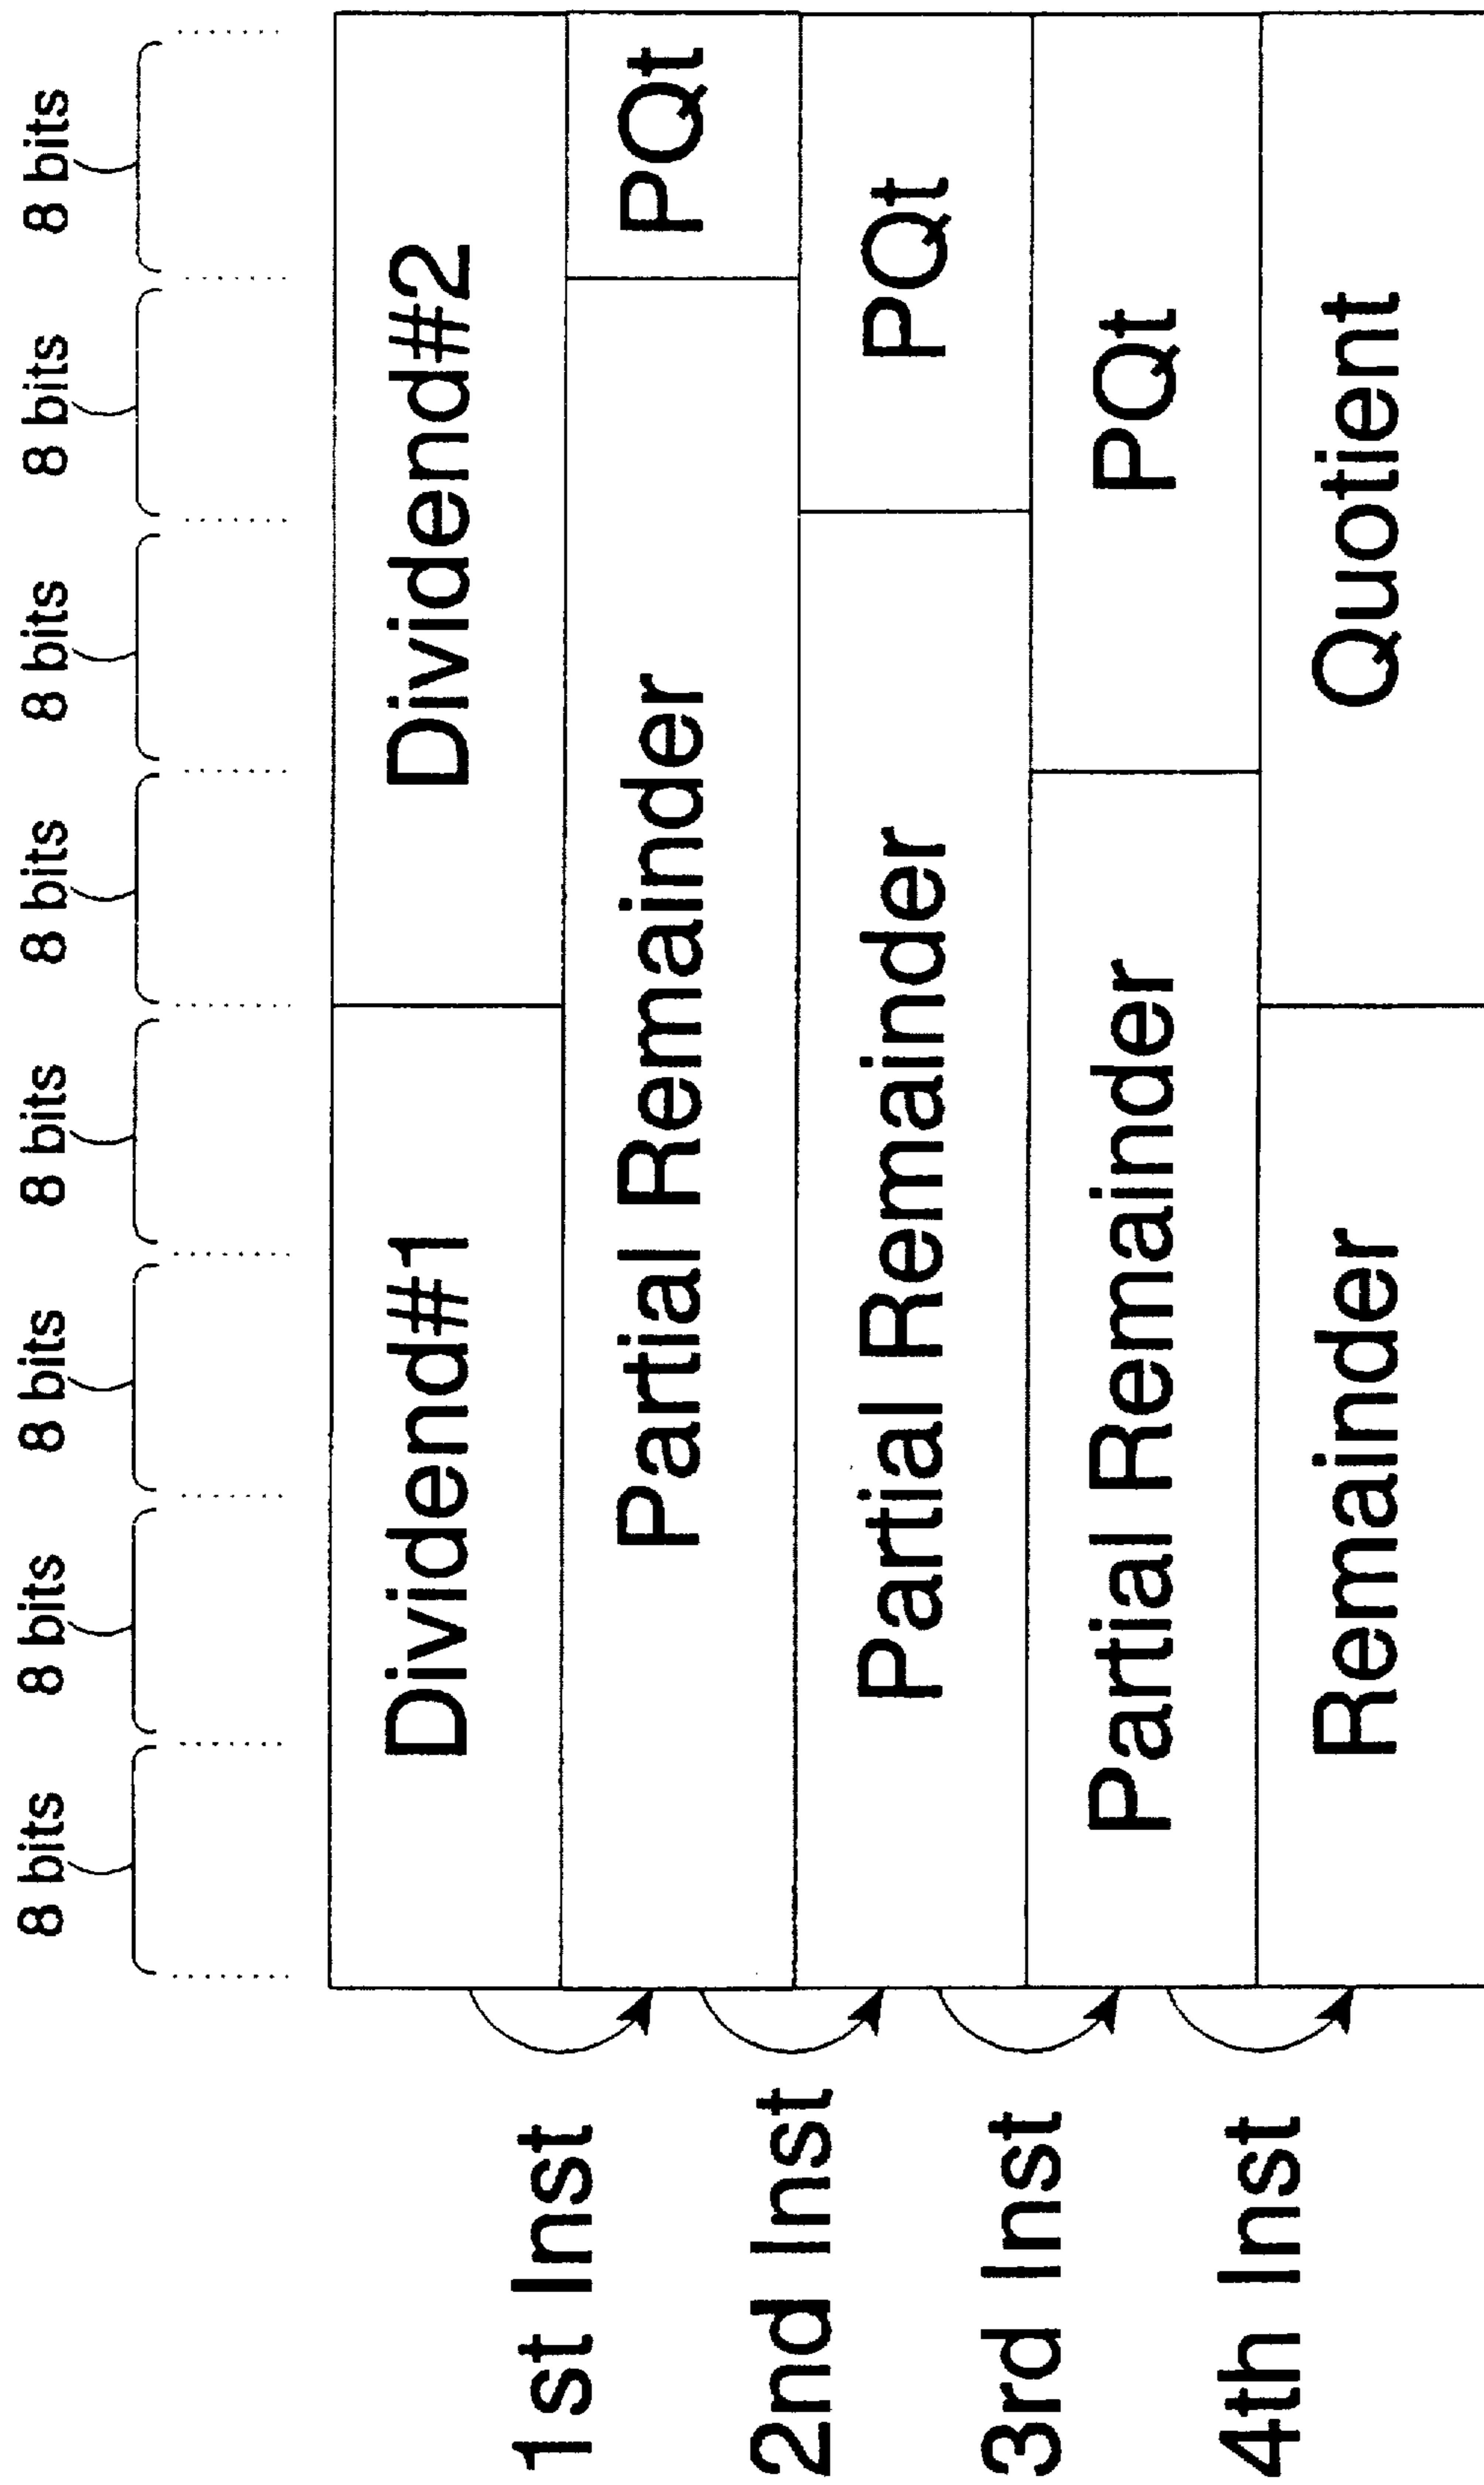 8 bits 8 bits 8 bits 8 bits 8 bits 8 bits 8 bits 8 bits
Dividend#1 Dividend#2
1st Inst
Partial Remainder PQt
2nd Inst
Partial Remainder PQt
3rd Inst
Partial Remainder PQt
4th Inst
Remainder Quotient